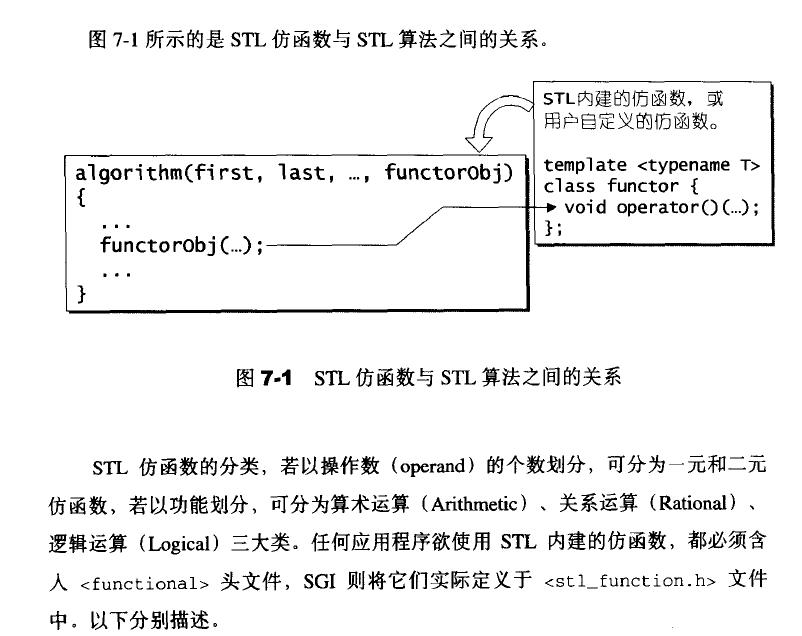 图 7-1 所示的是 STL 仿函数与 STL 算法之间的关系。
STL内建的仿函数，或
用户自定义的仿函数。
template <typename T>
class functor {
void operator()(…);
};
algorithm(first, last, …, functorObj)
{
...
functorObj(…);
...
}
图 7-1 STL 仿函数与 STL 算法之间的关系
STL 仿函数的分类，若以操作数（operand）的个数划分，可分为一元和二元
仿函数，若以功能划分，可分为算术运算（Arithmetic）、关系运算（Rational）、
逻辑运算（Logical）三大类。任何应用程序欲使用 STL 内建的仿函数，都必须含
入 <functional> 头文件，SGI 则将它们实际定义于 <stl_function.h> 文件
中。以下分别描述。